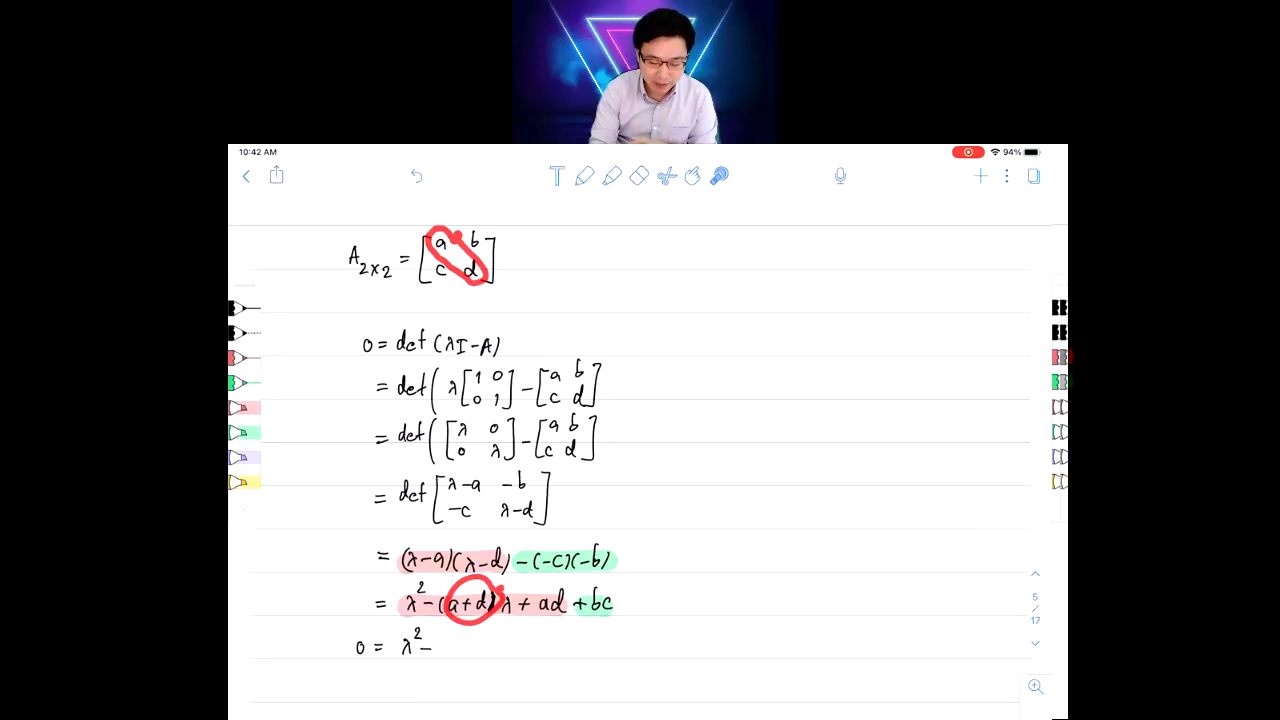 10:42 AM
94%
T
A₂ₓ₂ = [a b
c d]
0 = det (λI - A)
= det( λ[1 0
0 1] - [a b
c d]
= det( [λ 0
0 λ] - [a b
c d]
= det [λ-a -b
-c λ-d]
= (λ-a)(λ-d) - (-c)(-b)
= λ² - (a+d)λ + ad + bc
0 = λ² -
5
/
17